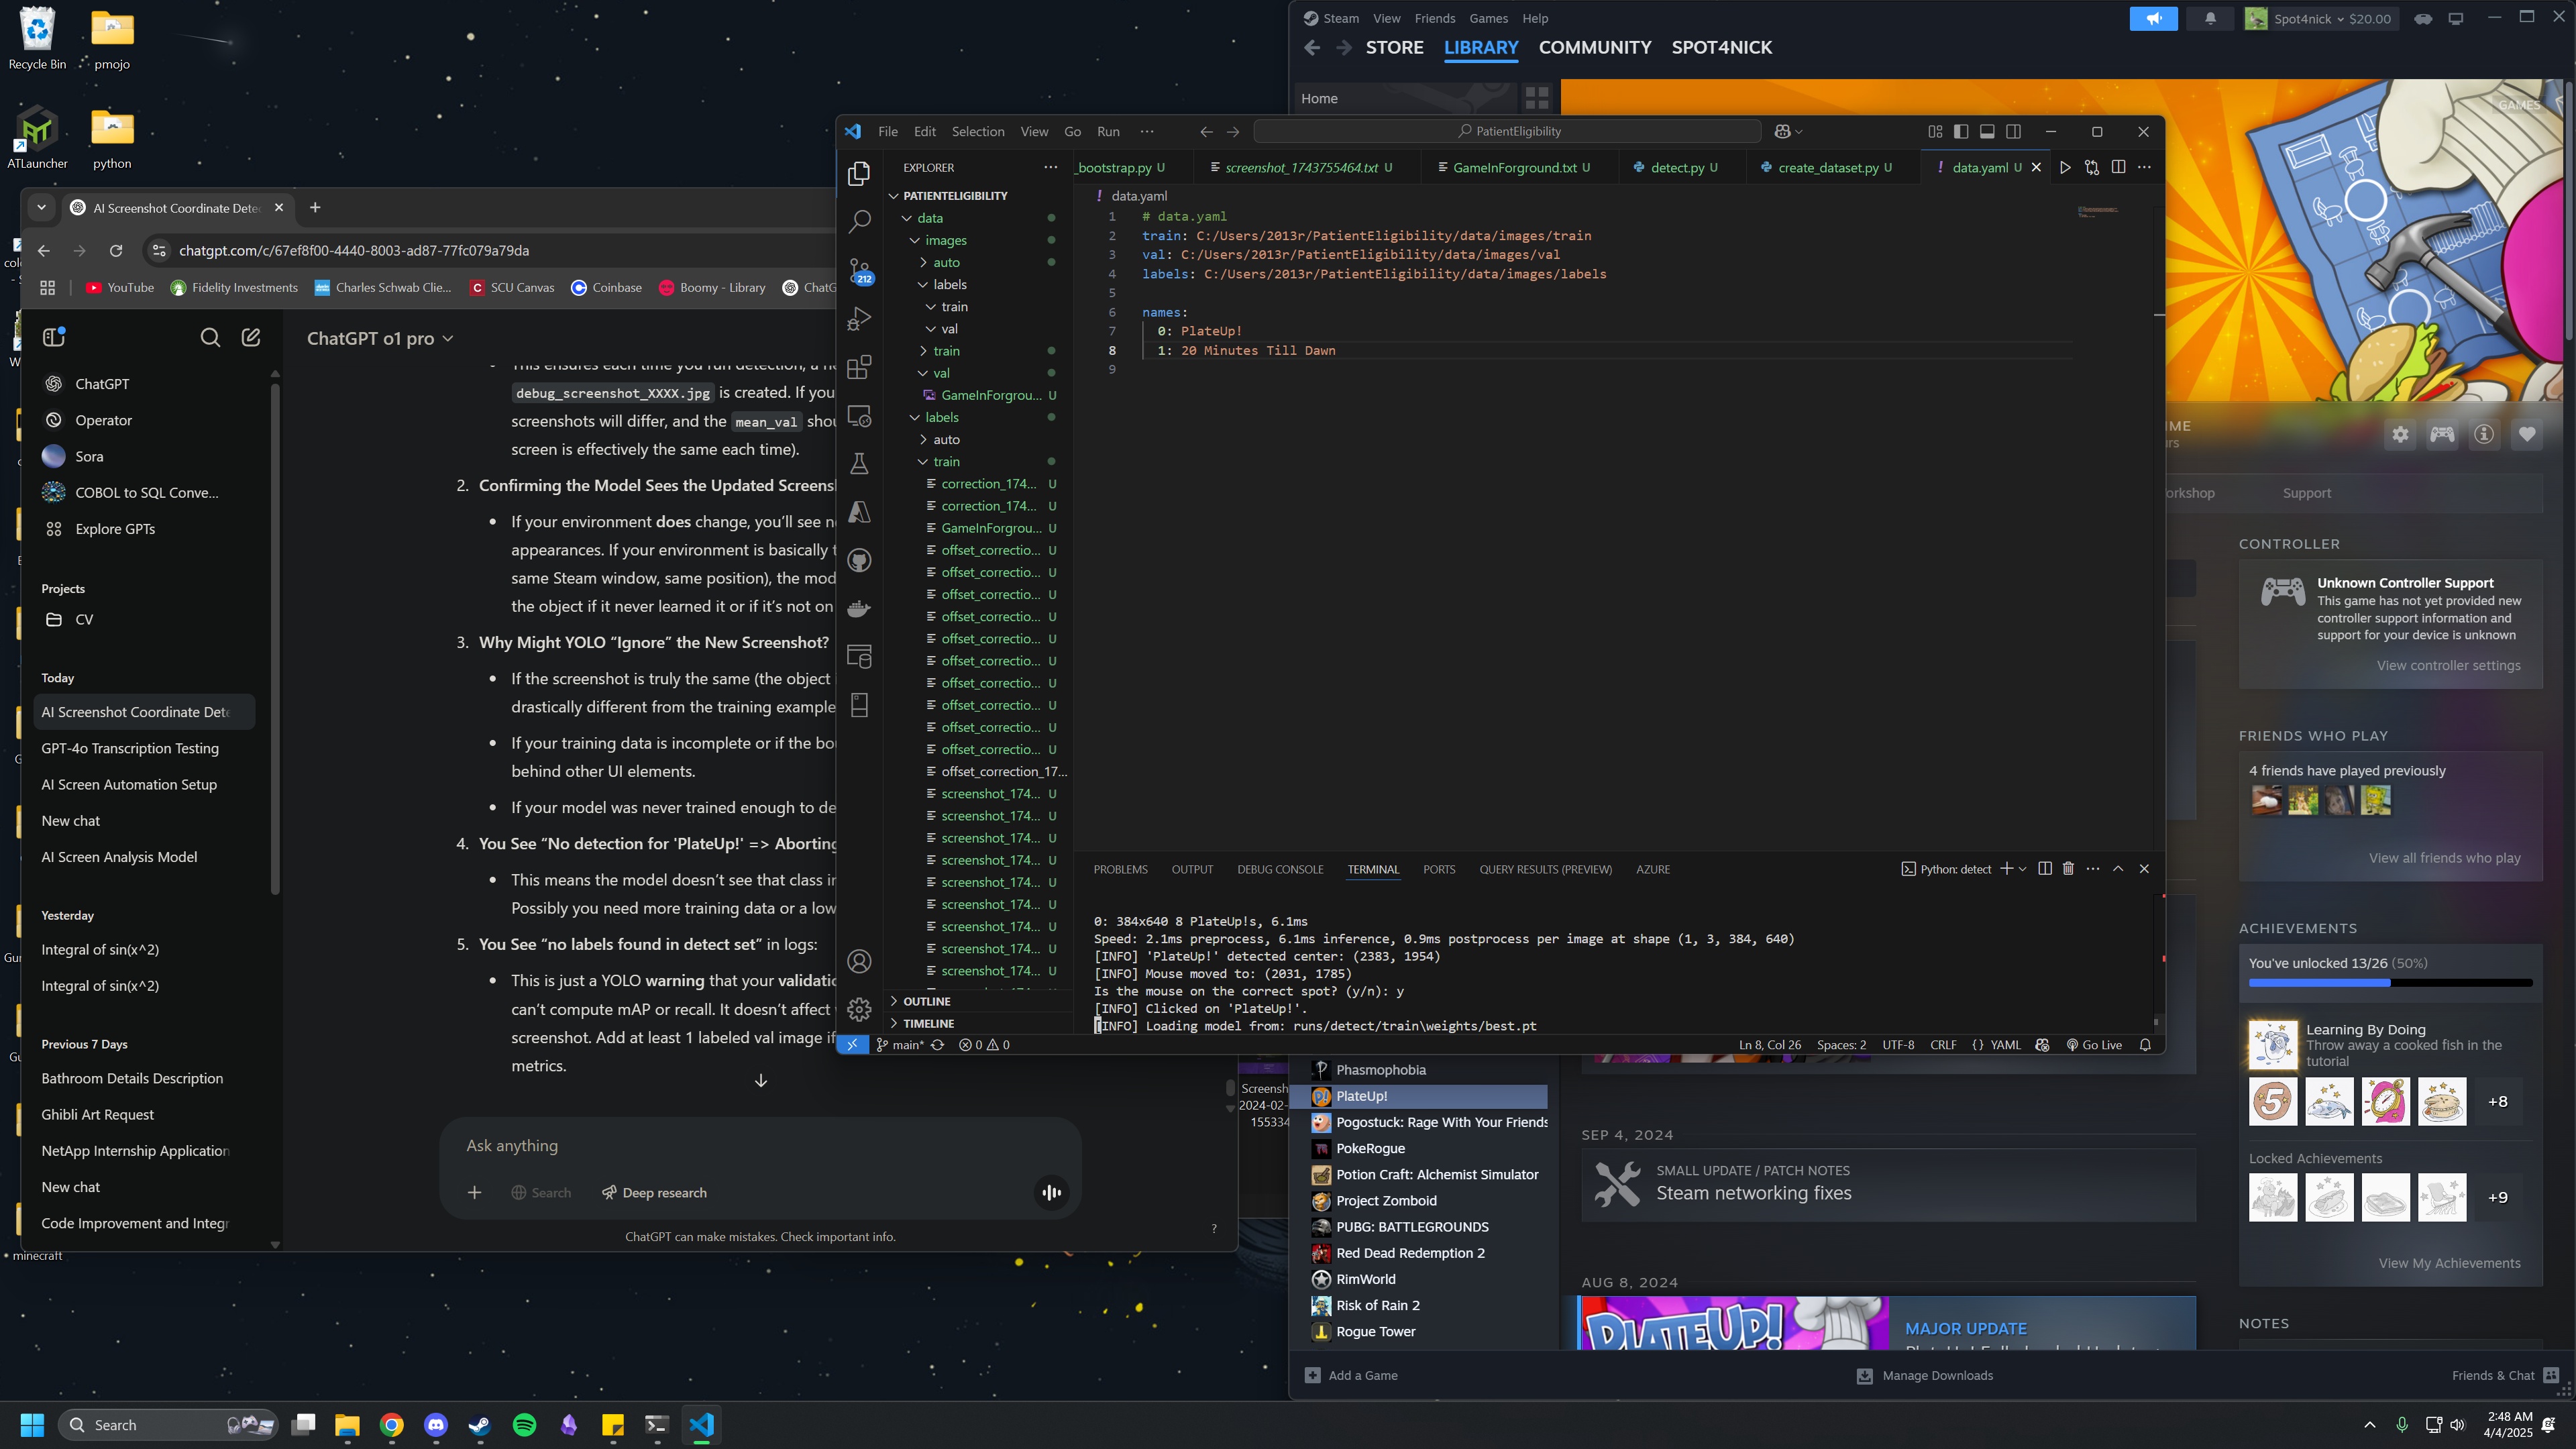 Recycle Bin
pmojo
ATLauncher
python
minecraft
AI Screenshot Coordinate Dete
chatgpt.com/c/67ef8f00-4440-8003-ad87-77fc079a79da
YouTube
Fidelity Investments
Charles Schwab Clie...
SCU Canvas
Coinbase
Boomy - Library
ChatG
ChatGPT
Operator
Sora
COBOL to SQL Conve...
Explore GPTs
Projects
CV
Today
AI Screenshot Coordinate Dete
GPT-4o Transcription Testing
AI Screen Automation Setup
New chat
AI Screen Analysis Model
Yesterday
Integral of sin(x^2)
Integral of sin(x^2)
Previous 7 Days
Bathroom Details Description
Ghibli Art Request
NetApp Internship Application
New chat
Code Improvement and Integr
ChatGPT o1 pro
This ensures each time you run detection, a ne
debug_screenshot_XXXX.jpg is created. If you
screenshots will differ, and the mean_val shou
screen is effectively the same each time).
2. Confirming the Model Sees the Updated Screensh
If your environment does change, you'll see ne
appearances. If your environment is basically t
same Steam window, same position), the mod
the object if it never learned it or if it's not on
3. Why Might YOLO “Ignore” the New Screenshot?
If the screenshot is truly the same (the object
drastically different from the training example
If your training data is incomplete or if the bou
behind other UI elements.
If your model was never trained enough to de
4. You See “No detection for 'PlateUp!' => Aborting
This means the model doesn't see that class in
Possibly you need more training data or a low
5. You See “no labels found in detect set” in logs:
This is just a YOLO warning that your validatio
can't compute mAP or recall. It doesn't affect
screenshot. Add at least 1 labeled val image if
metrics.
Ask anything
Search
Deep research
ChatGPT can make mistakes. Check important info.
?
Screensh
2024-02-
155334
File Edit Selection View Go Run ···
PatientEligibility
EXPLORER
_bootstrap.py U
screenshot_1743755464.txt U
GameInForground.txt U
detect.py U
create_dataset.py U
! data.yaml U
PATIENTELIGIBILITY
data
images
auto
labels
train
val
train
val
GameInForgrou... U
labels
auto
train
correction_174... U
correction_174... U
GameInForgrou... U
offset_correctio... U
offset_correctio... U
offset_correctio... U
offset_correctio... U
offset_correctio... U
offset_correctio... U
offset_correctio... U
offset_correctio... U
offset_correctio... U
offset_correctio... U
offset_correction_17...
screenshot_174... U
screenshot_174... U
screenshot_174... U
screenshot_174... U
screenshot_174... U
screenshot_174... U
screenshot_174... U
screenshot_174... U
screenshot_174... U
OUTLINE
TIMELINE
212
! data.yaml
1 # data.yaml
2 train: C:/Users/2013r/PatientEligibility/data/images/train
3 val: C:/Users/2013r/PatientEligibility/data/images/val
4 labels: C:/Users/2013r/PatientEligibility/data/images/labels
5
6 names:
7 0: PlateUp!
8 1: 20 Minutes Till Dawn
9
PROBLEMS OUTPUT DEBUG CONSOLE TERMINAL PORTS QUERY RESULTS (PREVIEW) AZURE
Python: detect
0: 384x640 8 PlateUp!s, 6.1ms
Speed: 2.1ms preprocess, 6.1ms inference, 0.9ms postprocess per image at shape (1, 3, 384, 640)
[INFO] 'PlateUp!' detected center: (2383, 1954)
[INFO] Mouse moved to: (2031, 1785)
Is the mouse on the correct spot? (y/n): y
[INFO] Clicked on 'PlateUp!'.
[INFO] Loading model from: runs/detect/train\weights/best.pt
main* 0 0
Ln 8, Col 26 Spaces: 2 UTF-8 CRLF {} YAML Go Live
Steam View Friends Games Help
Spot4nick $20.00
STORE LIBRARY COMMUNITY SPOT4NICK
Home
GAMES
IME
urs
orkshop
Support
CONTROLLER
Unknown Controller Support
This game has not yet provided new
controller support information and
support for your device is unknown
View controller settings
FRIENDS WHO PLAY
4 friends have played previously
View all friends who play
ACHIEVEMENTS
You've unlocked 13/26 (50%)
Learning By Doing
Throw away a cooked fish in the
tutorial
5
+8
Locked Achievements
+9
View My Achievements
NOTES
Phasmophobia
PlateUp!
Pogostuck: Rage With Your Friends
PokeRogue
Potion Craft: Alchemist Simulator
Project Zomboid
PUBG: BATTLEGROUNDS
Red Dead Redemption 2
RimWorld
Risk of Rain 2
Rogue Tower
SEP 4, 2024
SMALL UPDATE / PATCH NOTES
Steam networking fixes
AUG 8, 2024
PLATEUP!
MAJOR UPDATE
Add a Game
Manage Downloads
Friends & Chat
Search
2:48 AM
4/4/2025